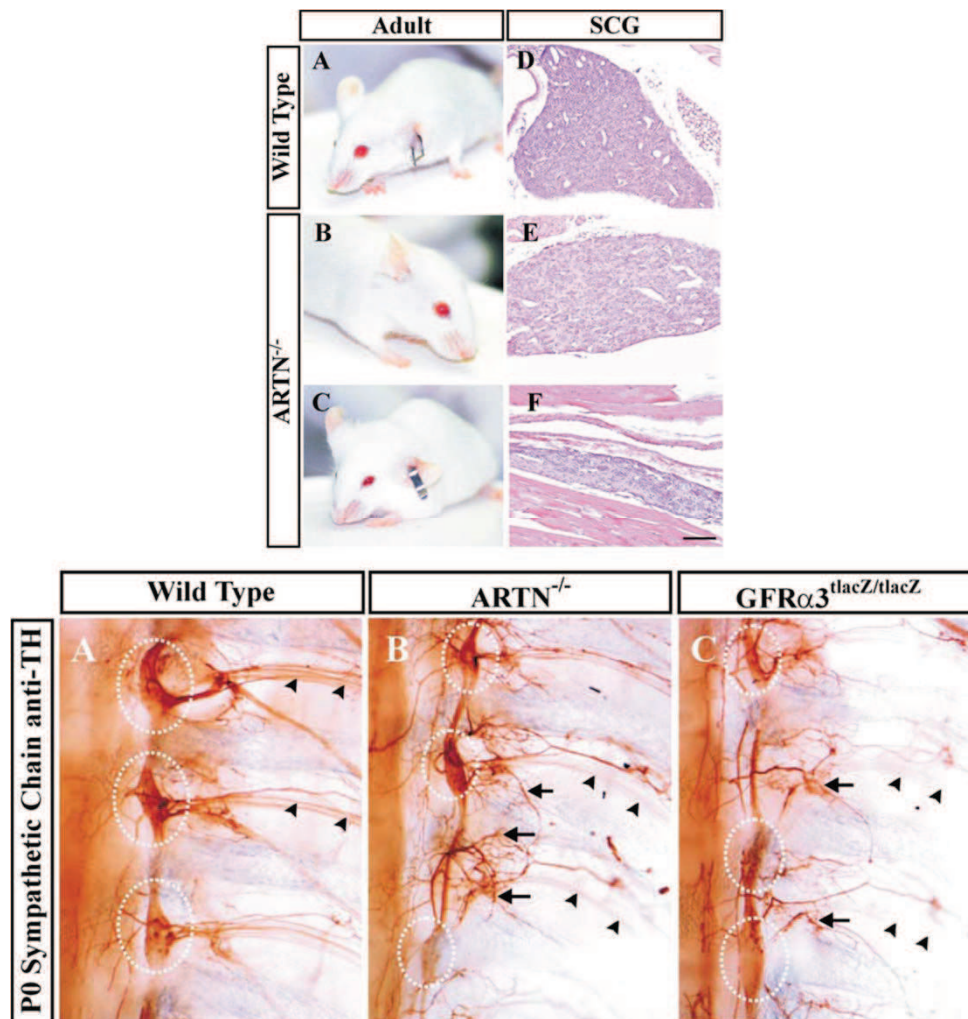 Adult
SCG
Wild Type
A
D
ARTN-/-
B
E
C
F
Wild Type
ARTN-/-
GFRα3tlacZ/tlacZ
P0 Sympathetic Chain anti-TH
A
B
C